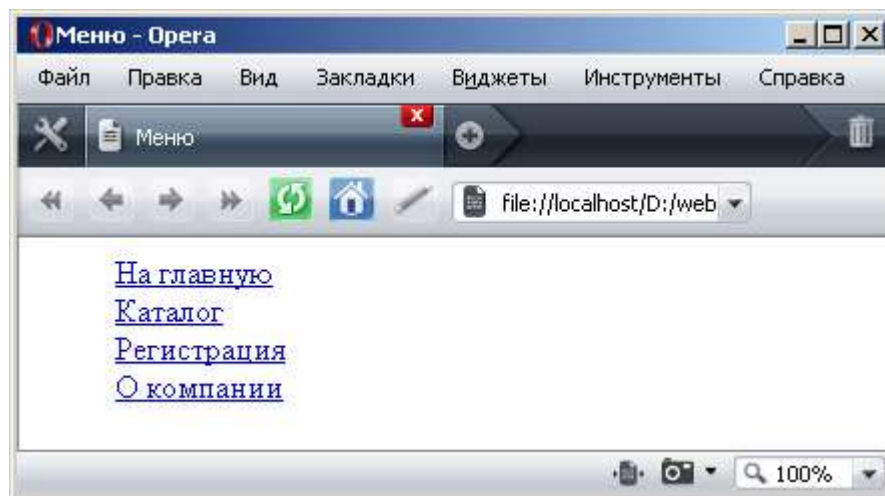 Меню - Opera
Файл Правка Вид Закладки Виджеты Инструменты Справка
Меню
file://localhost/D:/web
На главную
Каталог
Регистрация
О компании
100%